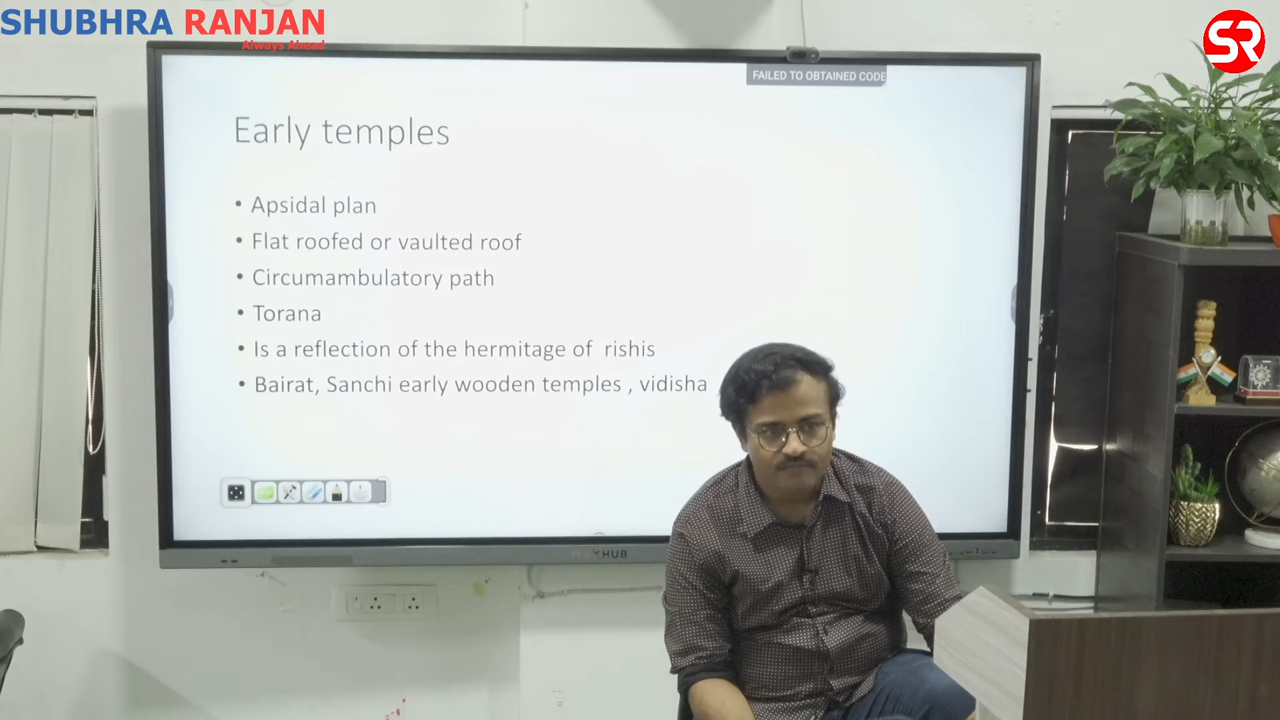 SHUBHRA RANJAN
Always Ahead
SR
FAILED TO OBTAINED CODE
Early temples
• Apsidal plan
• Flat roofed or vaulted roof
• Circumambulatory path
• Torana
• Is a reflection of the hermitage of rishis
• Bairat, Sanchi early wooden temples , vidisha